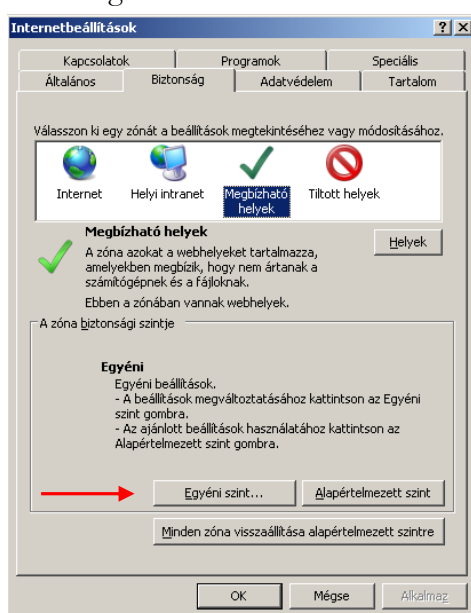 Internetbeállítások
Kapcsolatok Programok Speciális
Általános Biztonság Adatvédelem Tartalom
Válasszon ki egy zónát a beállítások megtekintéséhez vagy módosításához.
Internet Helyi intranet Megbízható helyek Tiltott helyek
Megbízható helyek
Helyek
A zóna azokat a webhelyeket tartalmazza,
amelyekben megbízik, hogy nem ártanak a
számítógépnek és a fájloknak.
Ebben a zónában vannak webhelyek.
A zóna biztonsági szintje
Egyéni
Egyéni beállítások.
- A beállítások megváltoztatásához kattintson az Egyéni
szint gombra.
- Az ajánlott beállítások használatához kattintson az
Alapértelmezett szint gombra.
Egyéni szint... Alapértelmezett szint
Minden zóna visszaállítása alapértelmezett szintre
OK Mégse Alkalmaz